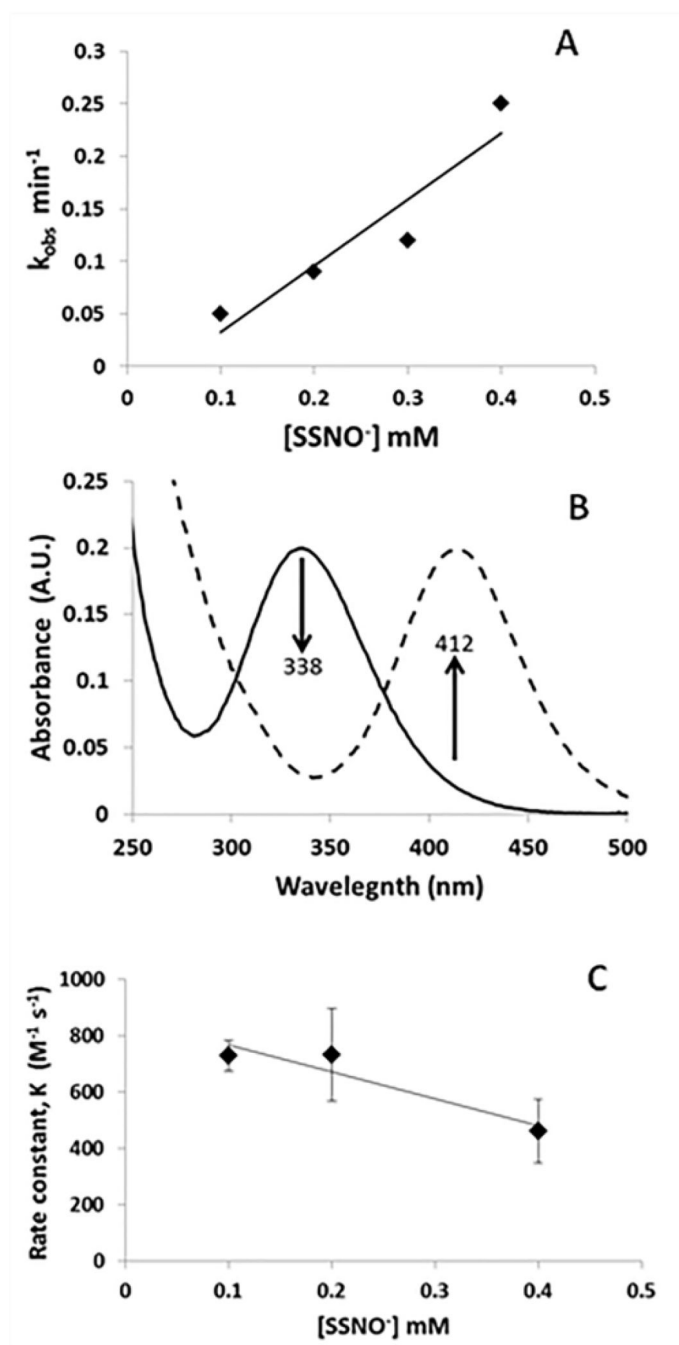 A
0.3
0.25
0.2
0.15
0.1
0.05
0
k_obs min⁻¹
0 0.1 0.2 0.3 0.4 0.5
[SSNO⁻] mM
B
0.25
0.2
0.15
0.1
0.05
0
Absorbance (A.U.)
338
412
250 300 350 400 450 500
Wavelegnth (nm)
C
1000
800
600
400
200
0
Rate constant, K (M⁻¹ s⁻¹)
0 0.1 0.2 0.3 0.4 0.5
[SSNO⁻] mM